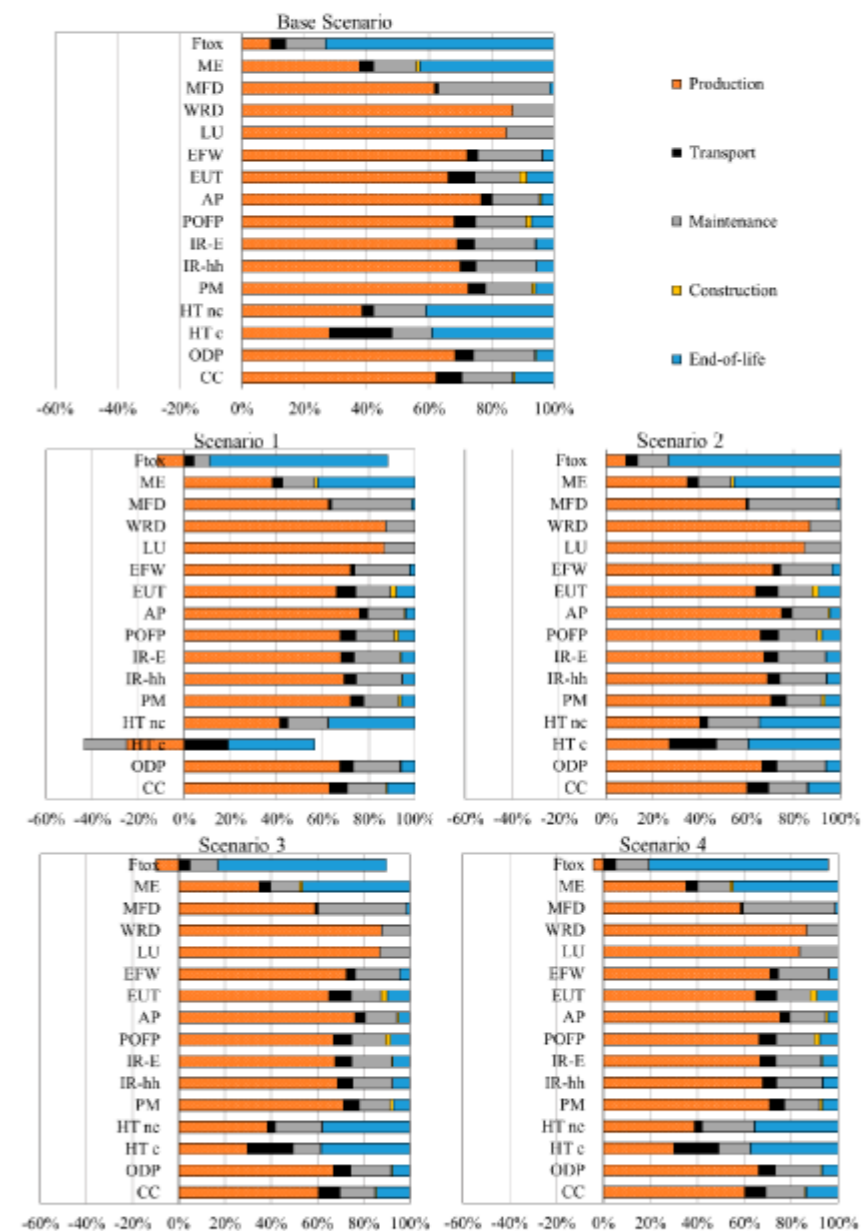 Base Scenario
Ftox
ME
MFD
WRD
LU
EFW
EUT
AP
POFP
IR-E
IR-hh
PM
HT nc
HT c
ODP
CC
-60% -40% -20% 0% 20% 40% 60% 80% 100%
Production
Transport
Maintenance
Construction
End-of-life
Scenario 1
Ftox
ME
MFD
WRD
LU
EFW
EUT
AP
POFP
IR-E
IR-hh
PM
HT nc
HT c
ODP
CC
-60% -40% -20% 0% 20% 40% 60% 80% 100%
Scenario 2
Ftox
ME
MFD
WRD
LU
EFW
EUT
AP
POFP
IR-E
IR-hh
PM
HT nc
HT c
ODP
CC
-60% -40% -20% 0% 20% 40% 60% 80% 100%
Scenario 3
Ftox
ME
MFD
WRD
LU
EFW
EUT
AP
POFP
IR-E
IR-hh
PM
HT nc
HT c
ODP
CC
-60% -40% -20% 0% 20% 40% 60% 80% 100%
Scenario 4
Ftox
ME
MFD
WRD
LU
EFW
EUT
AP
POFP
IR-E
IR-hh
PM
HT nc
HT c
ODP
CC
-60% -40% -20% 0% 20% 40% 60% 80% 100%